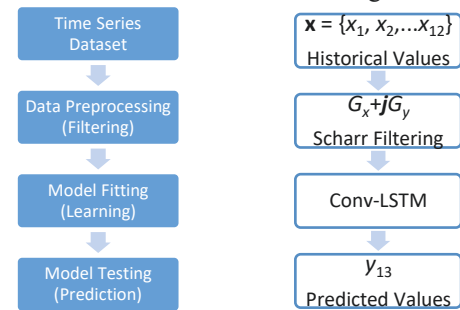 Time Series
Dataset
Data Preprocessing
(Filtering)
Model Fitting
(Learning)
Model Testing
(Prediction)
x = {x₁, x₂,...x₁₂}
Historical Values
Gₓ+jGᵧ
Scharr Filtering
Conv-LSTM
y₁₃
Predicted Values